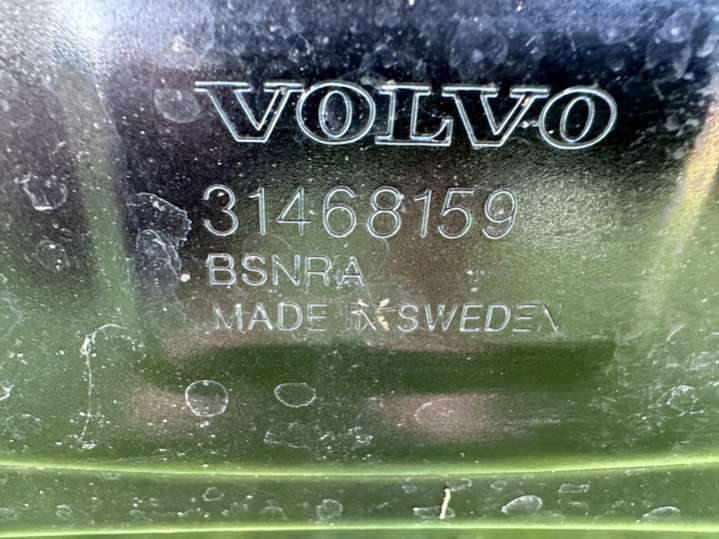 VOLVO
31468159
BSNRA
MADE IN SWEDEN